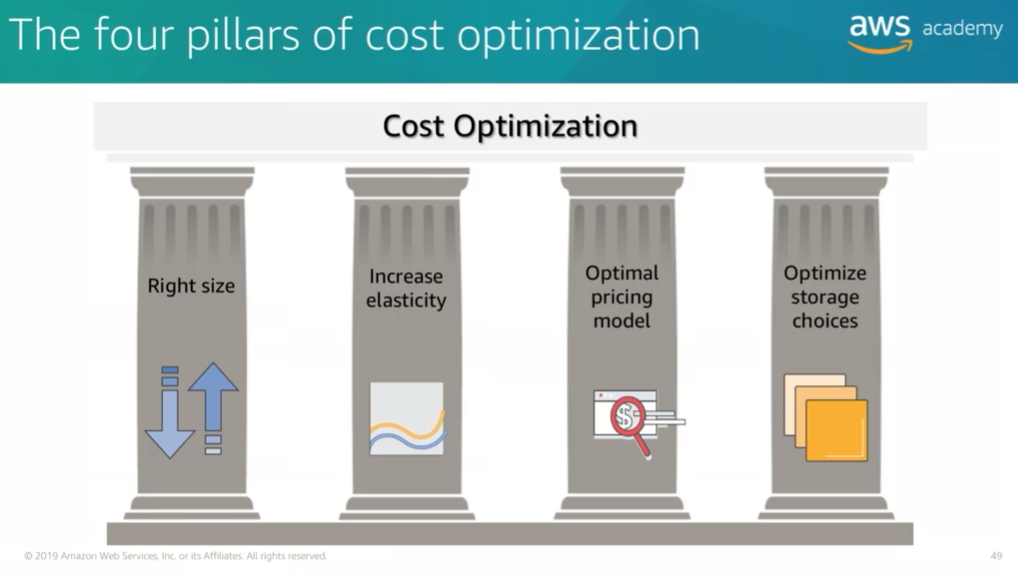 The four pillars of cost optimization
aws academy
Cost Optimization
Right size
Increase
elasticity
Optimal
pricing
model
Optimize
storage
choices
$
© 2019 Amazon Web Services, Inc. or its Affiliates. All rights reserved.
49